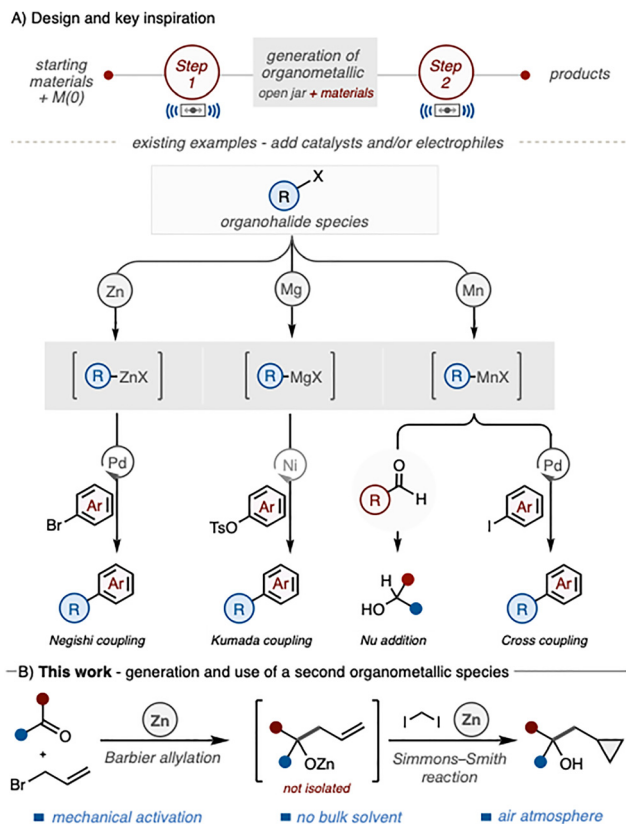 A) Design and key inspiration
starting
materials
+ M(0)
Step
1
generation of
organometallic
open jar + materials
Step
2
products
existing examples - add catalysts and/or electrophiles
R
X
organohalide species
Zn
Mg
Mn
R-ZnX
R-MgX
R-MnX
Pd
Ni
Pd
Br
Ar
TsO
Ar
R
O
H
I
Ar
R
Ar
R
Ar
H
HO
R
Ar
Negishi coupling
Kumada coupling
Nu addition
Cross coupling
B) This work - generation and use of a second organometallic species
O
+
Br
Zn
Barbier allylation
OZn
not isolated
I
I
Zn
Simmons–Smith
reaction
OH
mechanical activation
no bulk solvent
air atmosphere